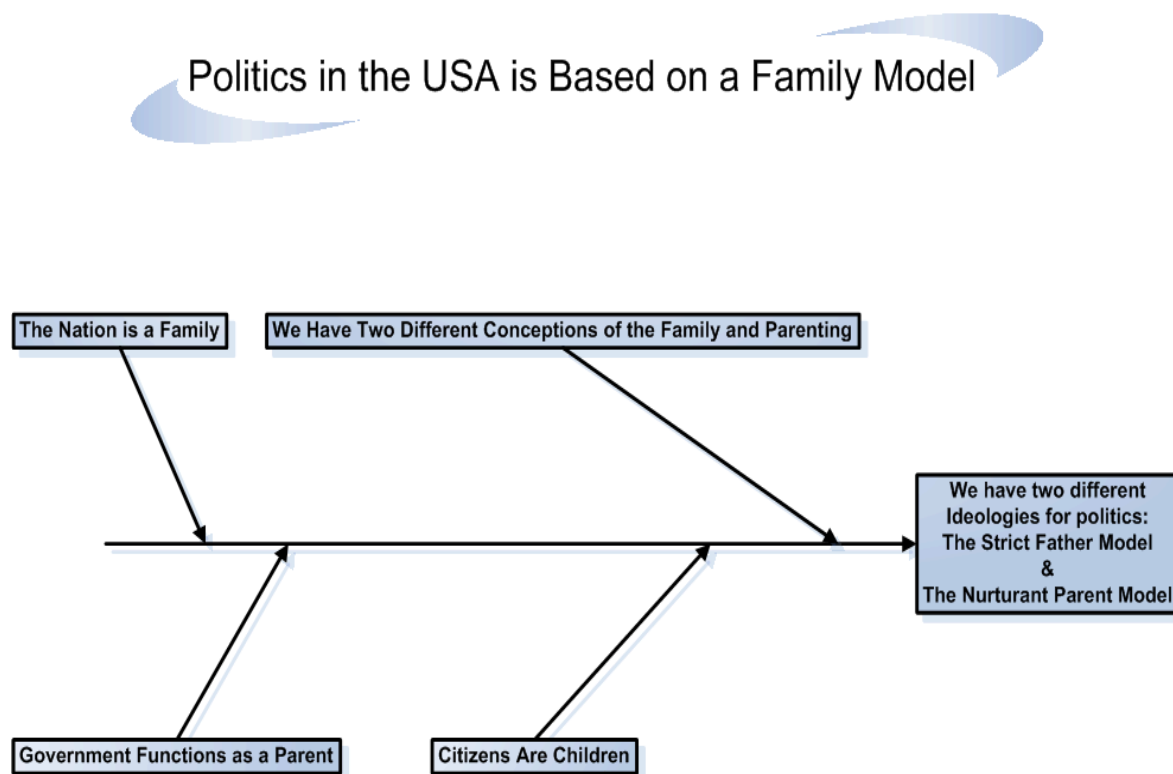 Politics in the USA is Based on a Family Model
The Nation is a Family
We Have Two Different Conceptions of the Family and Parenting
We have two different
Ideologies for politics:
The Strict Father Model
&
The Nurturant Parent Model
Government Functions as a Parent
Citizens Are Children